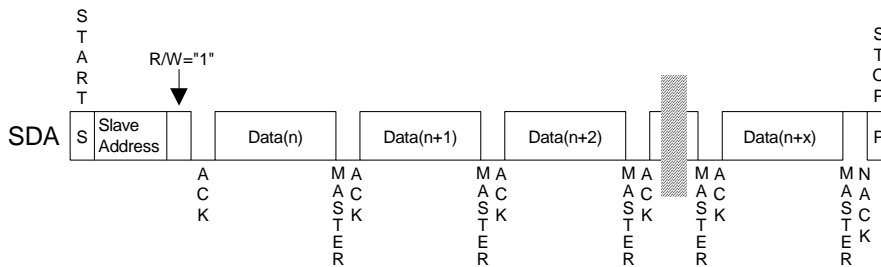 START
STOP
R/W="1"
SDA
S
Slave
Address
Data(n)
Data(n+1)
Data(n+2)
Data(n+x)
P
ACK
MASTER
ACK
MASTER
ACK
MASTER
ACK
MASTER
ACK
MASTER
NACK